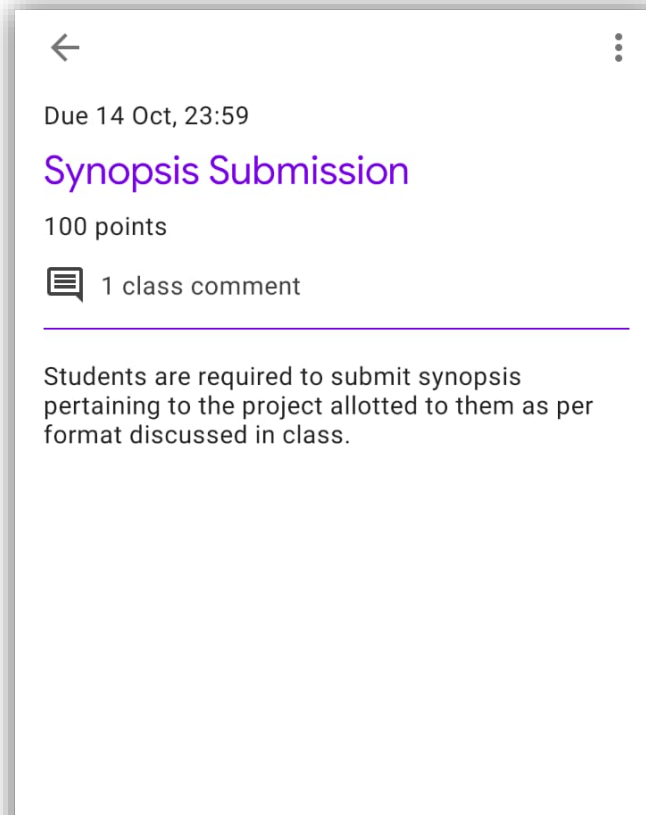 Due 14 Oct, 23:59
Synopsis Submission
100 points
1 class comment
Students are required to submit synopsis
pertaining to the project allotted to them as per
format discussed in class.